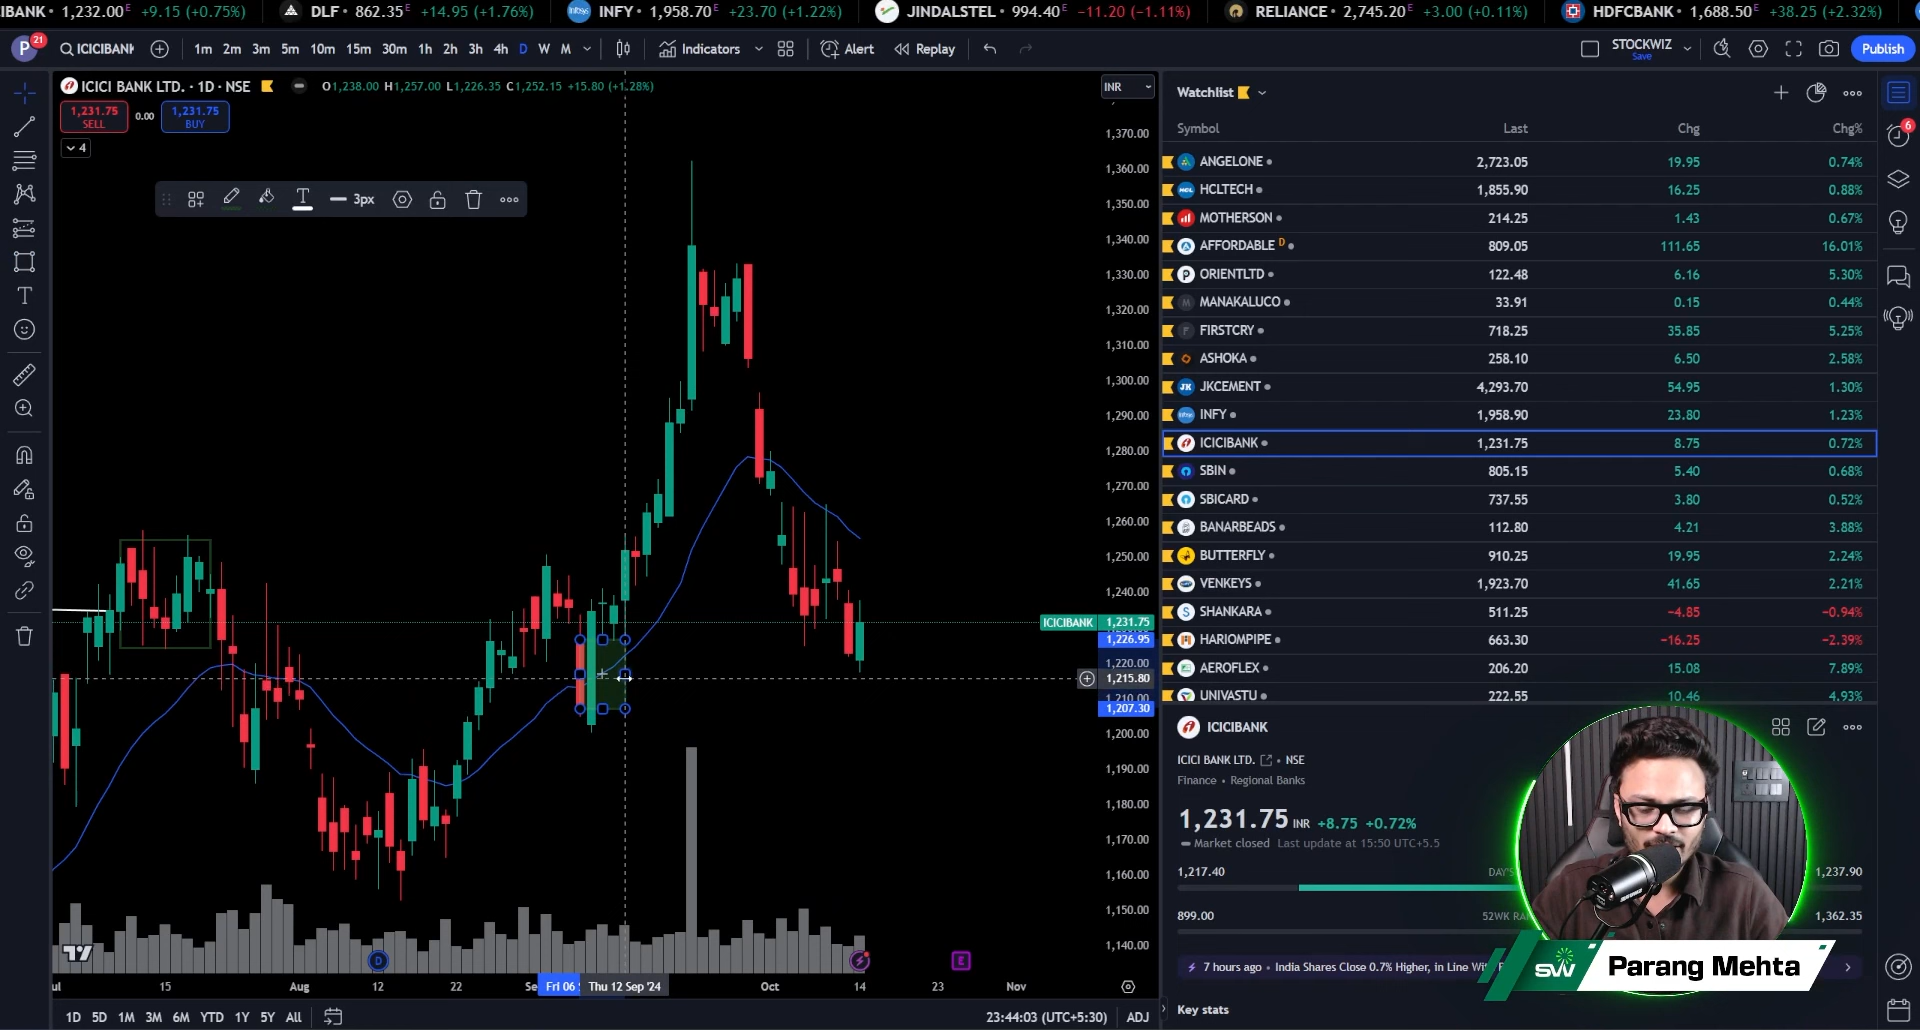 ICIBANK • 1,232.00 E +9.15 (+0.75%) DLF • 862.35 E +14.95 (+1.76%) INFY • 1,958.70 E +23.70 (+1.22%) JINDALSTEL • 994.40 E −11.20 (−1.11%) RELIANCE • 2,745.20 E +3.00 (+0.11%) HDFCBANK • 1,688.50 E +38.25 (+2.32%)
P 21 ICICIBANK 1m 2m 3m 5m 10m 15m 30m 1h 2h 3h 4h D W M Indicators Alert Replay STOCKWIZ Save Publish
ICICI BANK LTD. · 1D · NSE O1,238.00 H1,257.00 L1,226.35 C1,252.15 +15.80 (+1.28%) INR
1,231.75 SELL 0.00 1,231.75 BUY
4
3px
1,370.00
1,360.00
1,350.00
1,340.00
1,330.00
1,320.00
1,310.00
1,300.00
1,290.00
1,280.00
1,270.00
1,260.00
1,250.00
1,240.00
ICICIBANK 1,231.75
1,226.95
1,220.00
1,215.80
1,210.00
1,207.30
1,200.00
1,190.00
1,180.00
1,170.00
1,160.00
1,150.00
1,140.00
D E
ul 15 Aug 12 22 Se Fri 06 Thu 12 Sep '24 Oct 14 23 Nov
1D 5D 1M 3M 6M YTD 1Y 5Y All 23:44:03 (UTC+5:30) ADJ
Watchlist
Symbol Last Chg Chg%
ANGELONE 2,723.05 19.95 0.74%
HCLTECH 1,855.90 16.25 0.88%
MOTHERSON 214.25 1.43 0.67%
AFFORDABLE D 809.05 111.65 16.01%
ORIENTLTD 122.48 6.16 5.30%
M MANAKALUCO 33.91 0.15 0.44%
F FIRSTCRY 718.25 35.85 5.25%
ASHOKA 258.10 6.50 2.58%
JK JKCEMENT 4,293.70 54.95 1.30%
INFY 1,958.90 23.80 1.23%
ICICIBANK 1,231.75 8.75 0.72%
SBIN 805.15 5.40 0.68%
SBICARD 737.55 3.80 0.52%
BANARBEADS 112.80 4.21 3.88%
BUTTERFLY 910.25 19.95 2.24%
VENKEYS 1,923.70 41.65 2.21%
S SHANKARA 511.25 −4.85 −0.94%
HARIOMPIPE 663.30 −16.25 −2.39%
AEROFLEX 206.20 15.08 7.89%
UNIVASTU 222.55 10.46 4.93%
6
ICICIBANK
ICICI BANK LTD. • NSE
Finance • Regional Banks
1,231.75 INR +8.75 +0.72%
Market closed Last update at 15:50 UTC+5.5
1,217.40 DAY'S 1,237.90
899.00 52WK RA 1,362.35
7 hours ago • India Shares Close 0.7% Higher, in Line Wit
SW Parang Mehta
Key stats